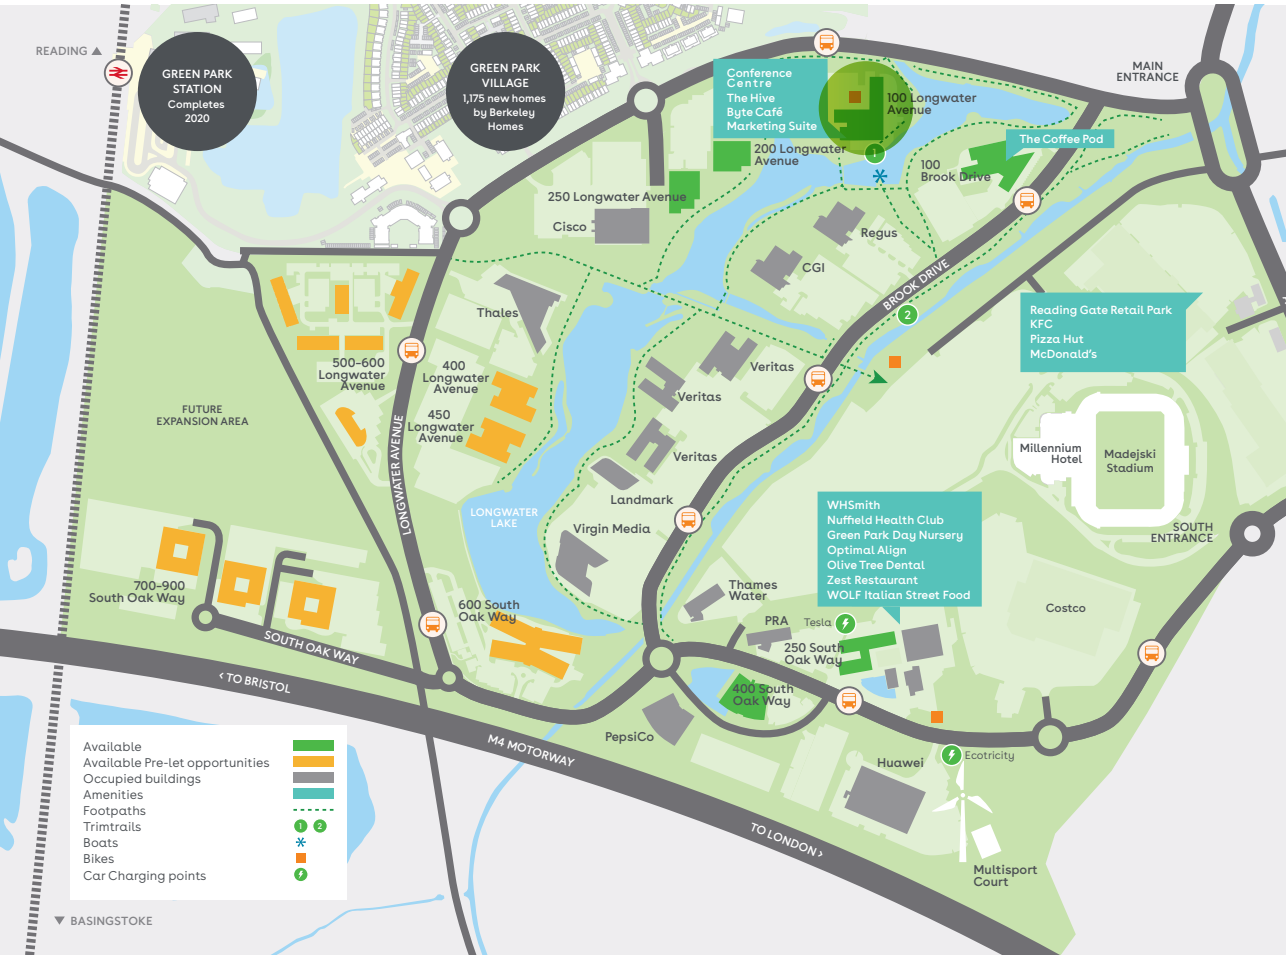 READING ▲
GREEN PARK
STATION
Completes
2020
GREEN PARK
VILLAGE
1,175 new homes
by Berkeley
Homes
Conference
Centre
The Hive
Byte Café
Marketing Suite
100 Longwater
Avenue
MAIN
ENTRANCE
The Coffee Pod
200 Longwater
Avenue
1
100
Brook Drive
250 Longwater Avenue
Cisco
Regus
CGI
BROOK DRIVE
2
Thales
Reading Gate Retail Park
KFC
Pizza Hut
McDonald's
500-600
Longwater
Avenue
400
Longwater
Avenue
450
Longwater
Avenue
Veritas
Veritas
Veritas
FUTURE
EXPANSION AREA
LONGWATER AVENUE
Millennium
Hotel
Madejski
Stadium
Landmark
LONGWATER
LAKE
Virgin Media
WHSmith
Nuffield Health Club
Green Park Day Nursery
Optimal Align
Olive Tree Dental
Zest Restaurant
WOLF Italian Street Food
SOUTH
ENTRANCE
700-900
South Oak Way
600 South
Oak Way
Thames
Water
PRA
Tesla
Costco
250 South
Oak Way
SOUTH OAK WAY
‹ TO BRISTOL
400 South
Oak Way
PepsiCo
M4 MOTORWAY
Huawei
Ecotricity
TO LONDON ›
Multisport
Court
Available
Available Pre-let opportunities
Occupied buildings
Amenities
Footpaths
Trimtrails 1 2
Boats
Bikes
Car Charging points
▼ BASINGSTOKE